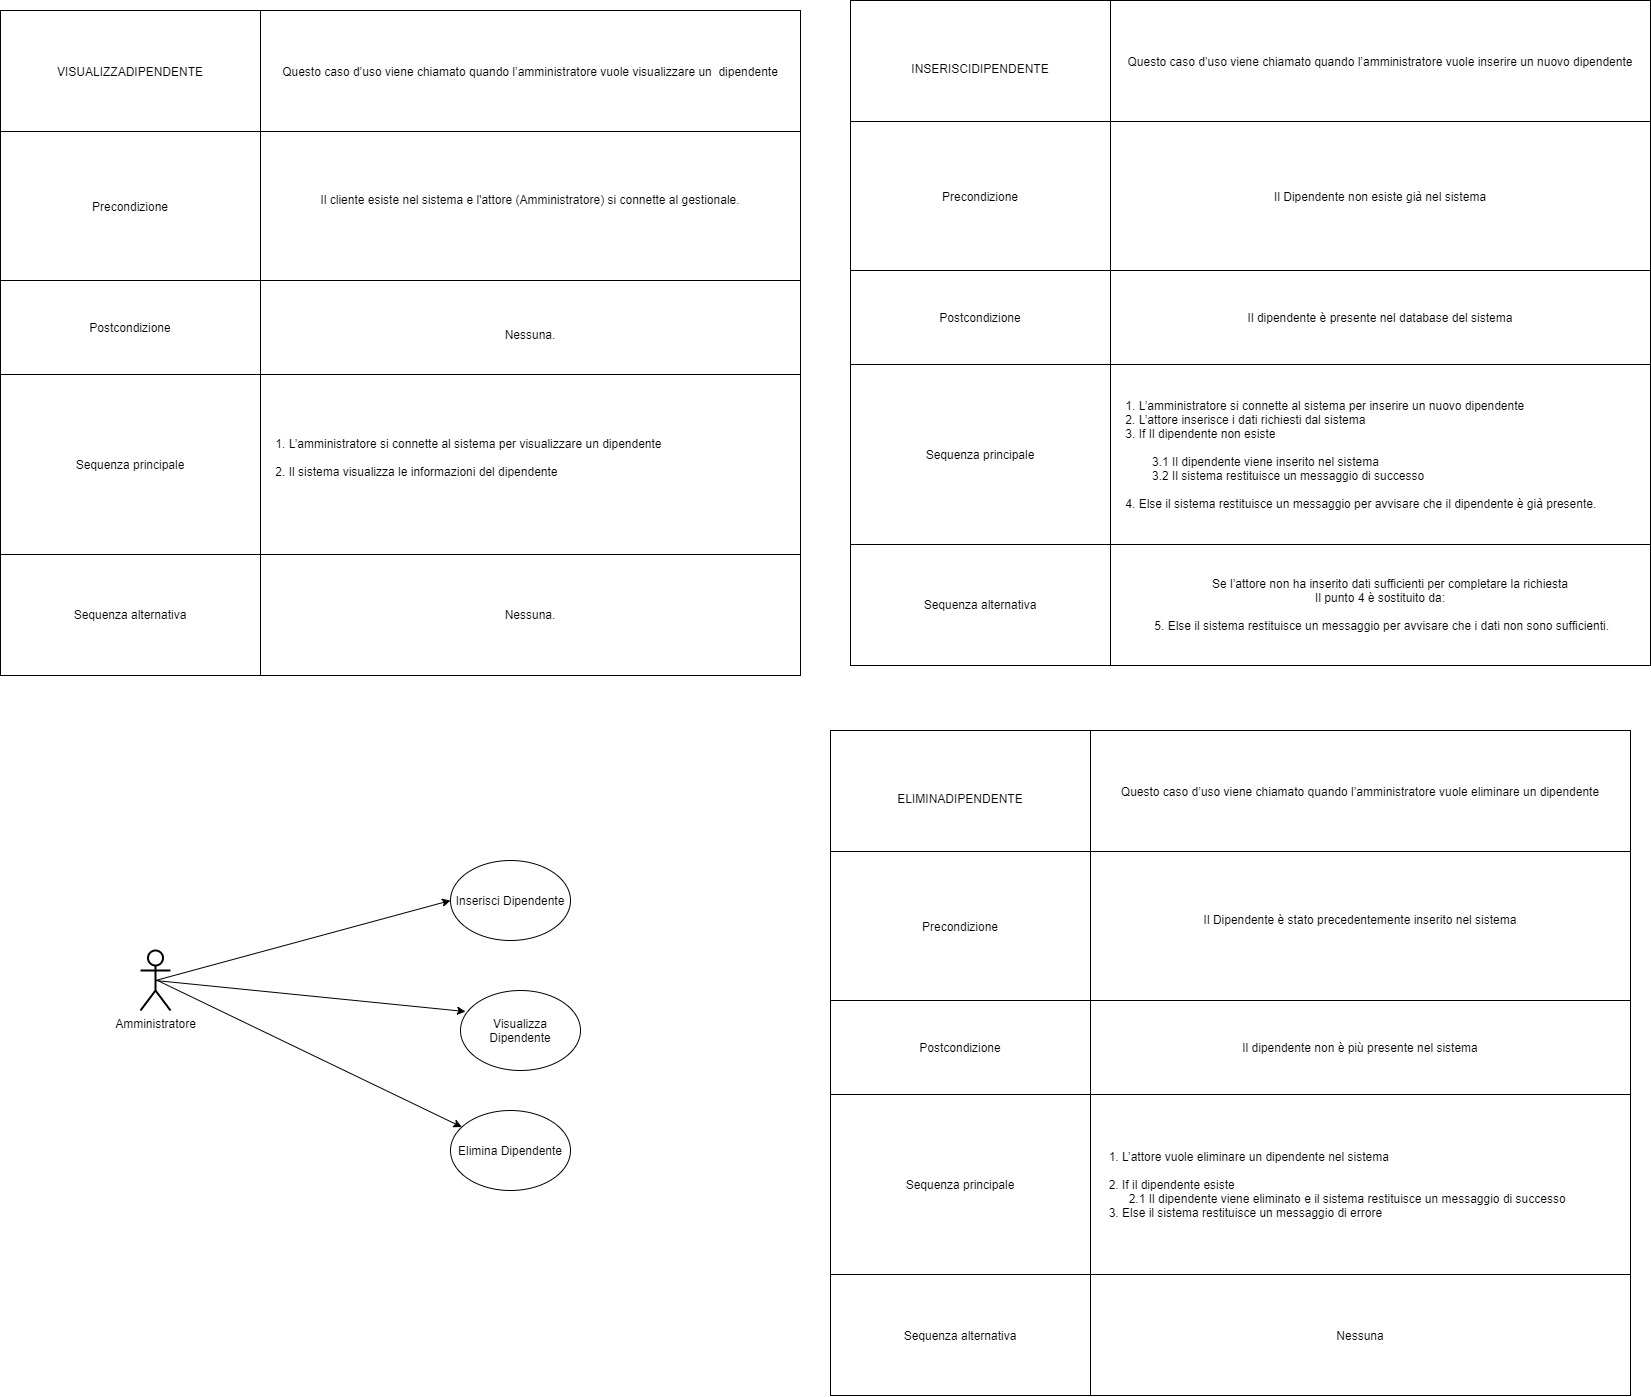 VISUALIZZADIPENDENTE
Questo caso d'uso viene chiamato quando l'amministratore vuole visualizzare un  dipendente
Precondizione
Il cliente esiste nel sistema e l'attore (Amministratore) si connette al gestionale.
Postcondizione
Nessuna.
Sequenza principale
1. L'amministratore si connette al sistema per visualizzare un dipendente
2. Il sistema visualizza le informazioni del dipendente
Sequenza alternativa
Nessuna.
INSERISCIDIPENDENTE
Questo caso d'uso viene chiamato quando l'amministratore vuole inserire un nuovo dipendente
Precondizione
Il Dipendente non esiste già nel sistema
Postcondizione
Il dipendente è presente nel database del sistema
Sequenza principale
1. L'amministratore si connette al sistema per inserire un nuovo dipendente
2. L'attore inserisce i dati richiesti dal sistema
3. If Il dipendente non esiste
3.1 Il dipendente viene inserito nel sistema
3.2 Il sistema restituisce un messaggio di successo
4. Else il sistema restituisce un messaggio per avvisare che il dipendente è già presente.
Sequenza alternativa
Se l'attore non ha inserito dati sufficienti per completare la richiesta
Il punto 4 è sostituito da:
5. Else il sistema restituisce un messaggio per avvisare che i dati non sono sufficienti.
Amministratore
Inserisci Dipendente
Visualizza
Dipendente
Elimina Dipendente
ELIMINADIPENDENTE
Questo caso d'uso viene chiamato quando l'amministratore vuole eliminare un dipendente
Precondizione
Il Dipendente è stato precedentemente inserito nel sistema
Postcondizione
Il dipendente non è più presente nel sistema
Sequenza principale
1. L'attore vuole eliminare un dipendente nel sistema
2. If il dipendente esiste
2.1 Il dipendente viene eliminato e il sistema restituisce un messaggio di successo
3. Else il sistema restituisce un messaggio di errore
Sequenza alternativa
Nessuna